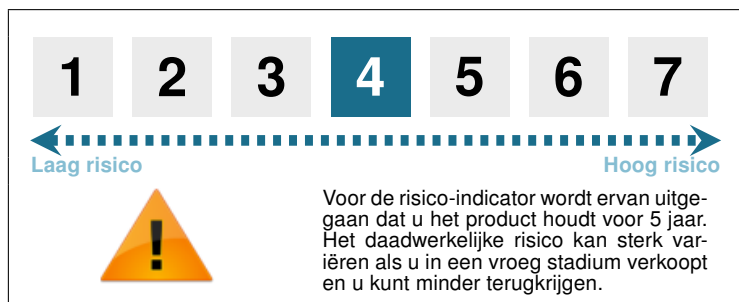 1 2 3 4 5 6 7
Laag risico Hoog risico
Voor de risico-indicator wordt ervan uitge-
gaan dat u het product houdt voor 5 jaar.
Het daadwerkelijke risico kan sterk var-
iëren als u in een vroeg stadium verkoopt
en u kunt minder terugkrijgen.